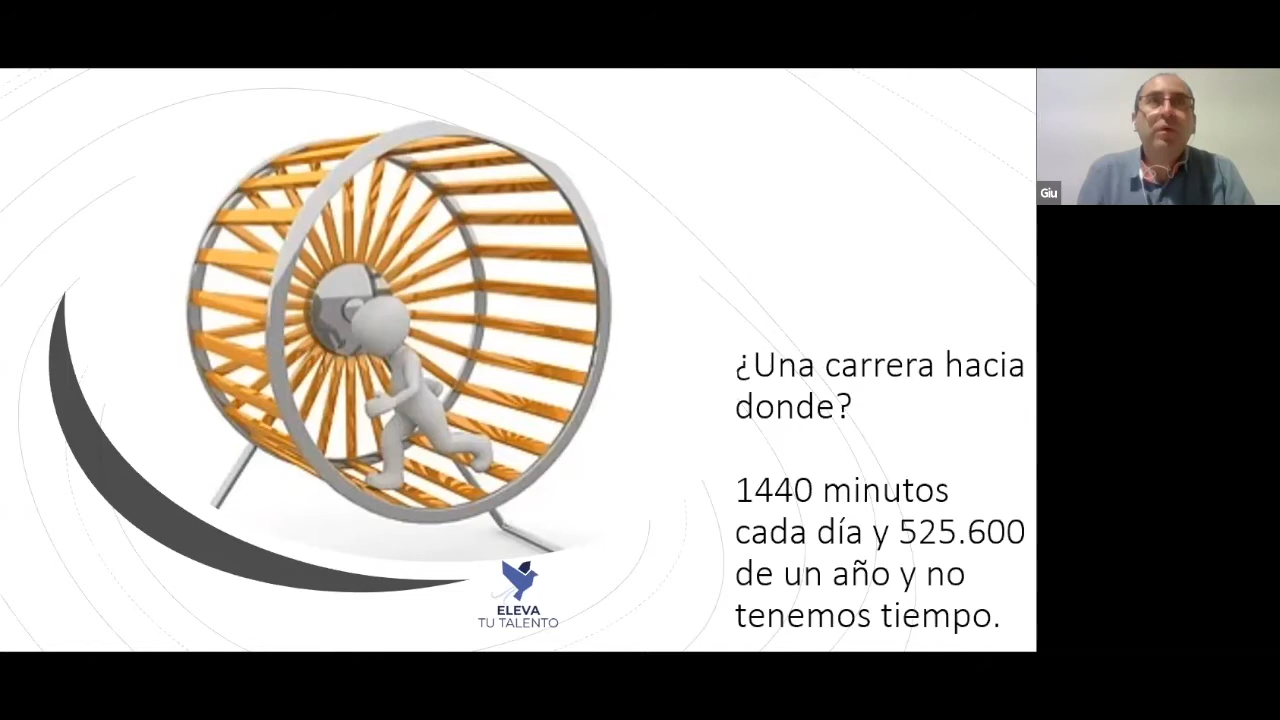 ¿Una carrera hacia
donde?
1440 minutos
cada día y 525.600
de un año y no
tenemos tiempo.
ELEVA
TU TALENTO
Giu